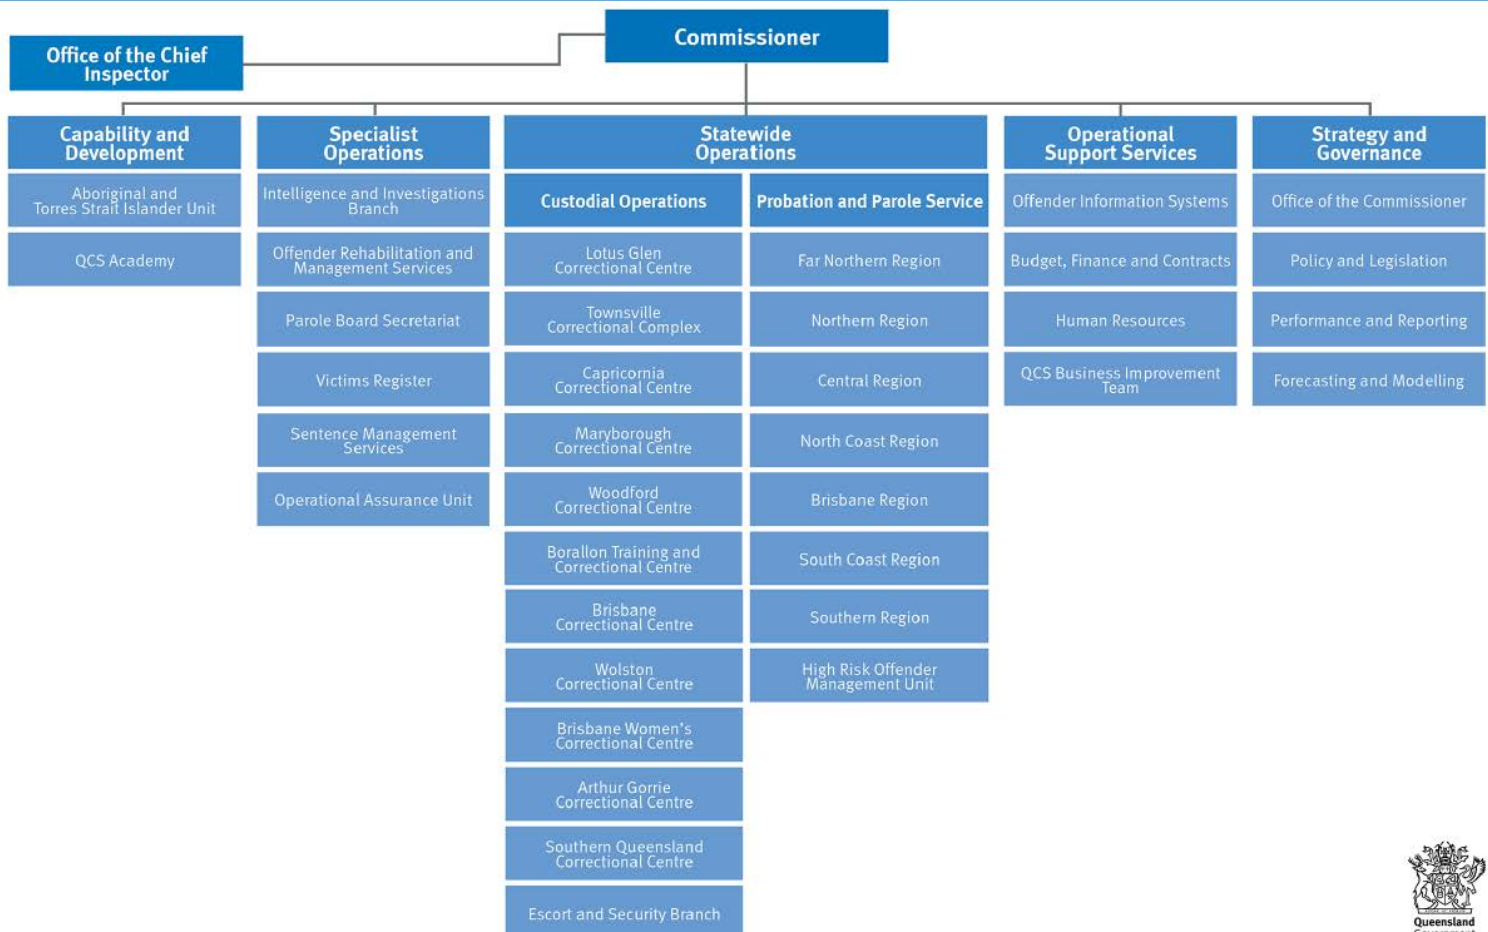 Commissioner
Office of the Chief
Inspector
Capability and
Development
Aboriginal and
Torres Strait Islander Unit
QCS Academy
Specialist
Operations
Intelligence and Investigations
Branch
Offender Rehabilitation and
Management Services
Parole Board Secretariat
Victims Register
Sentence Management
Services
Operational Assurance Unit
Statewide
Operations
Custodial Operations
Lotus Glen
Correctional Centre
Townsville
Correctional Complex
Capricornia
Correctional Centre
Maryborough
Correctional Centre
Woodford
Correctional Centre
Borallon Training and
Correctional Centre
Brisbane
Correctional Centre
Wolston
Correctional Centre
Brisbane Women's
Correctional Centre
Arthur Gorrie
Correctional Centre
Southern Queensland
Correctional Centre
Escort and Security Branch
Probation and Parole Service
Far Northern Region
Northern Region
Central Region
North Coast Region
Brisbane Region
South Coast Region
Southern Region
High Risk Offender
Management Unit
Operational
Support Services
Offender Information Systems
Budget, Finance and Contracts
Human Resources
QCS Business Improvement
Team
Strategy and
Governance
Office of the Commissioner
Policy and Legislation
Performance and Reporting
Forecasting and Modelling
Queensland
Government